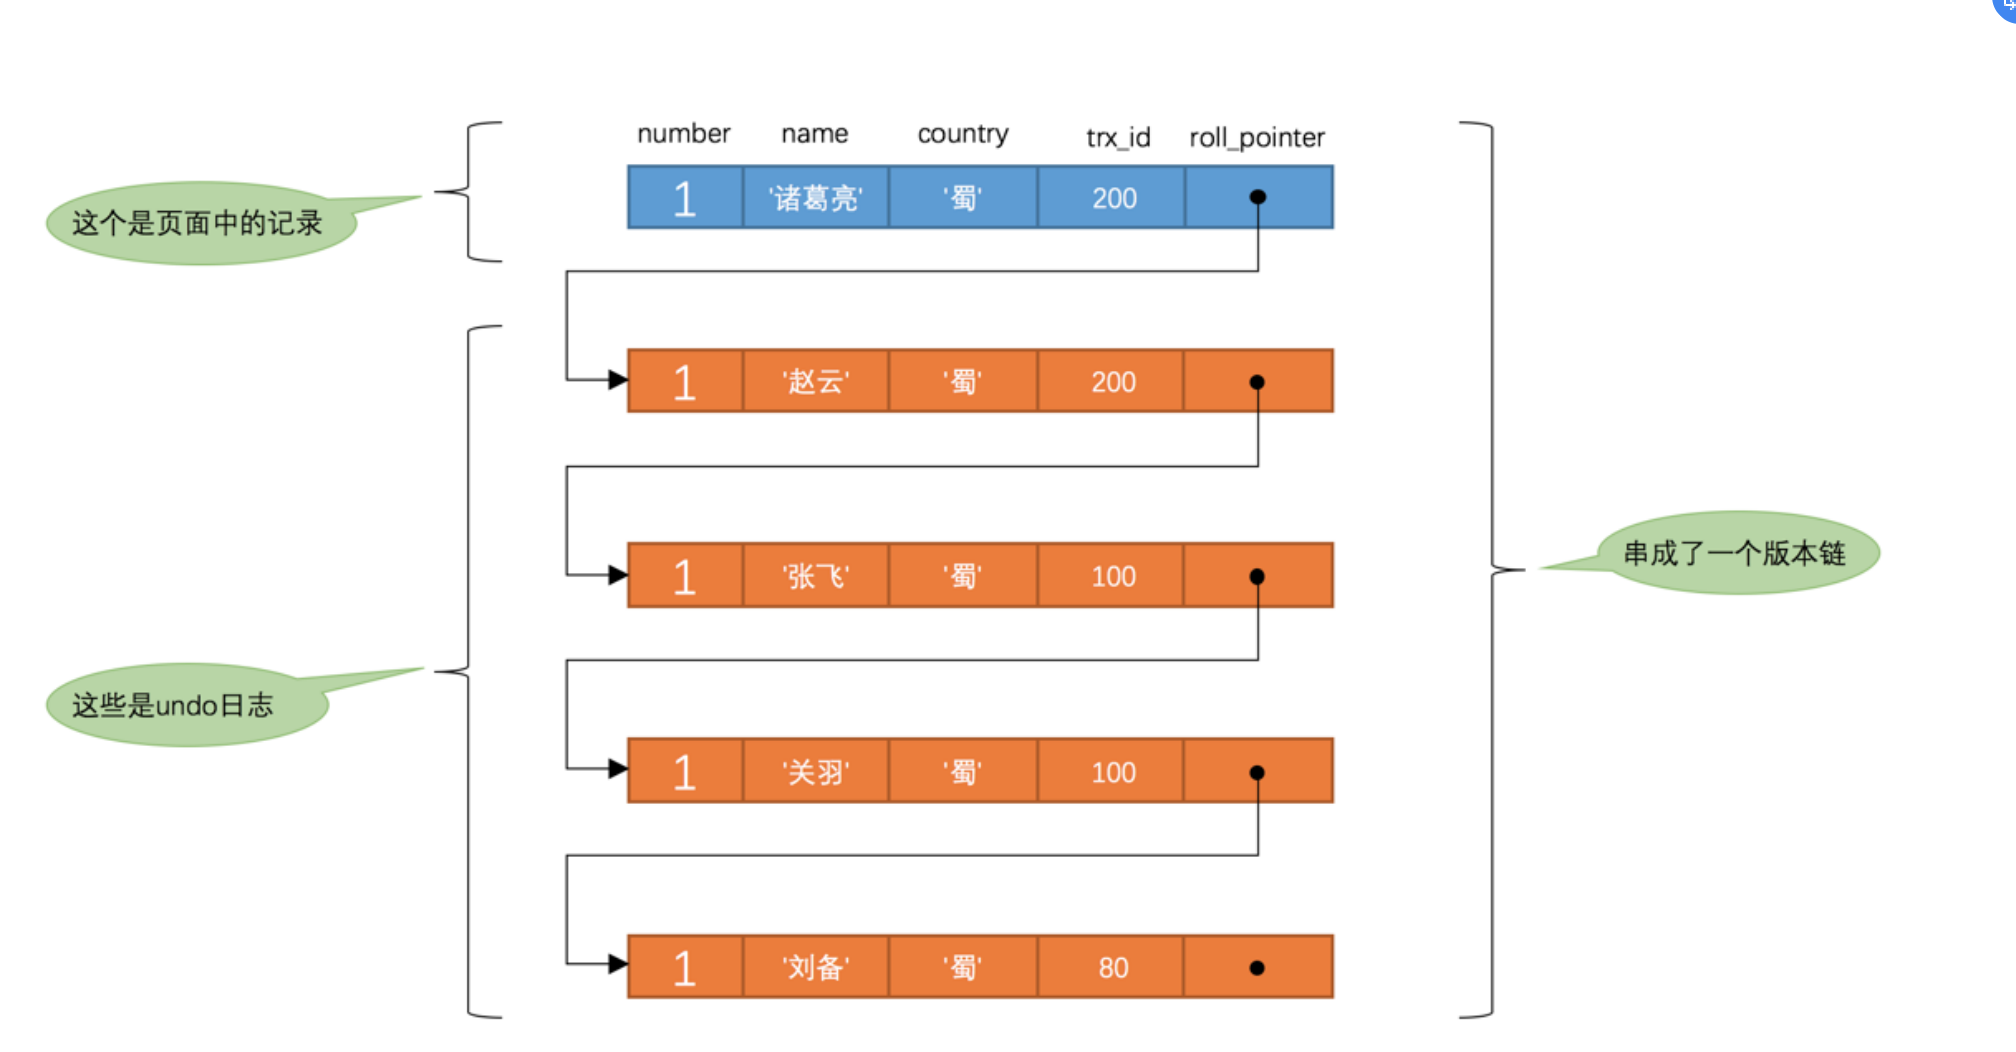 number name country trx_id roll_pointer
1 '诸葛亮' '蜀' 200
这个是页面中的记录
1 '赵云' '蜀' 200
1 '张飞' '蜀' 100
串成了一个版本链
这些是undo日志
1 '关羽' '蜀' 100
1 '刘备' '蜀' 80